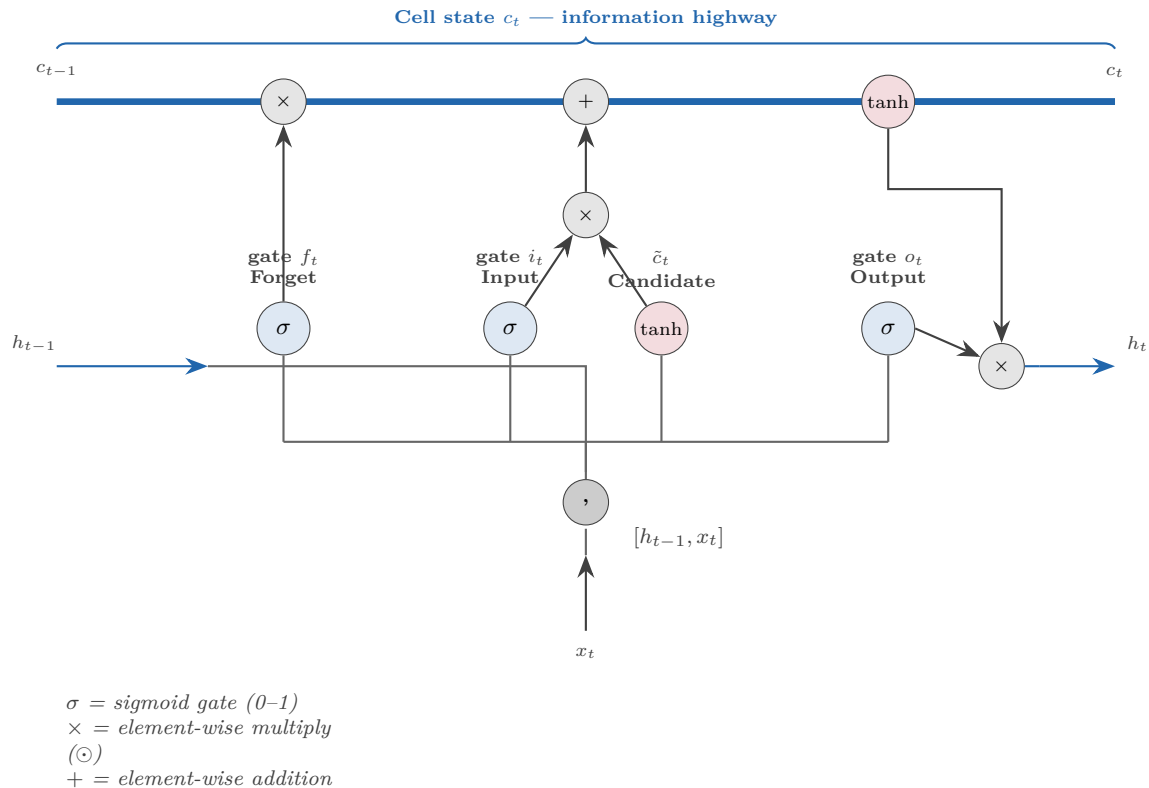 Cell state c_t — information highway
c_{t−1}
c_t
×
+
tanh
×
gate f_t
Forget
gate i_t
Input
c̃_t
Candidate
gate o_t
Output
σ
σ
tanh
σ
h_{t−1}
×
h_t
,
[h_{t−1}, x_t]
x_t
σ = sigmoid gate (0–1)
× = element-wise multiply
(⊙)
+ = element-wise addition